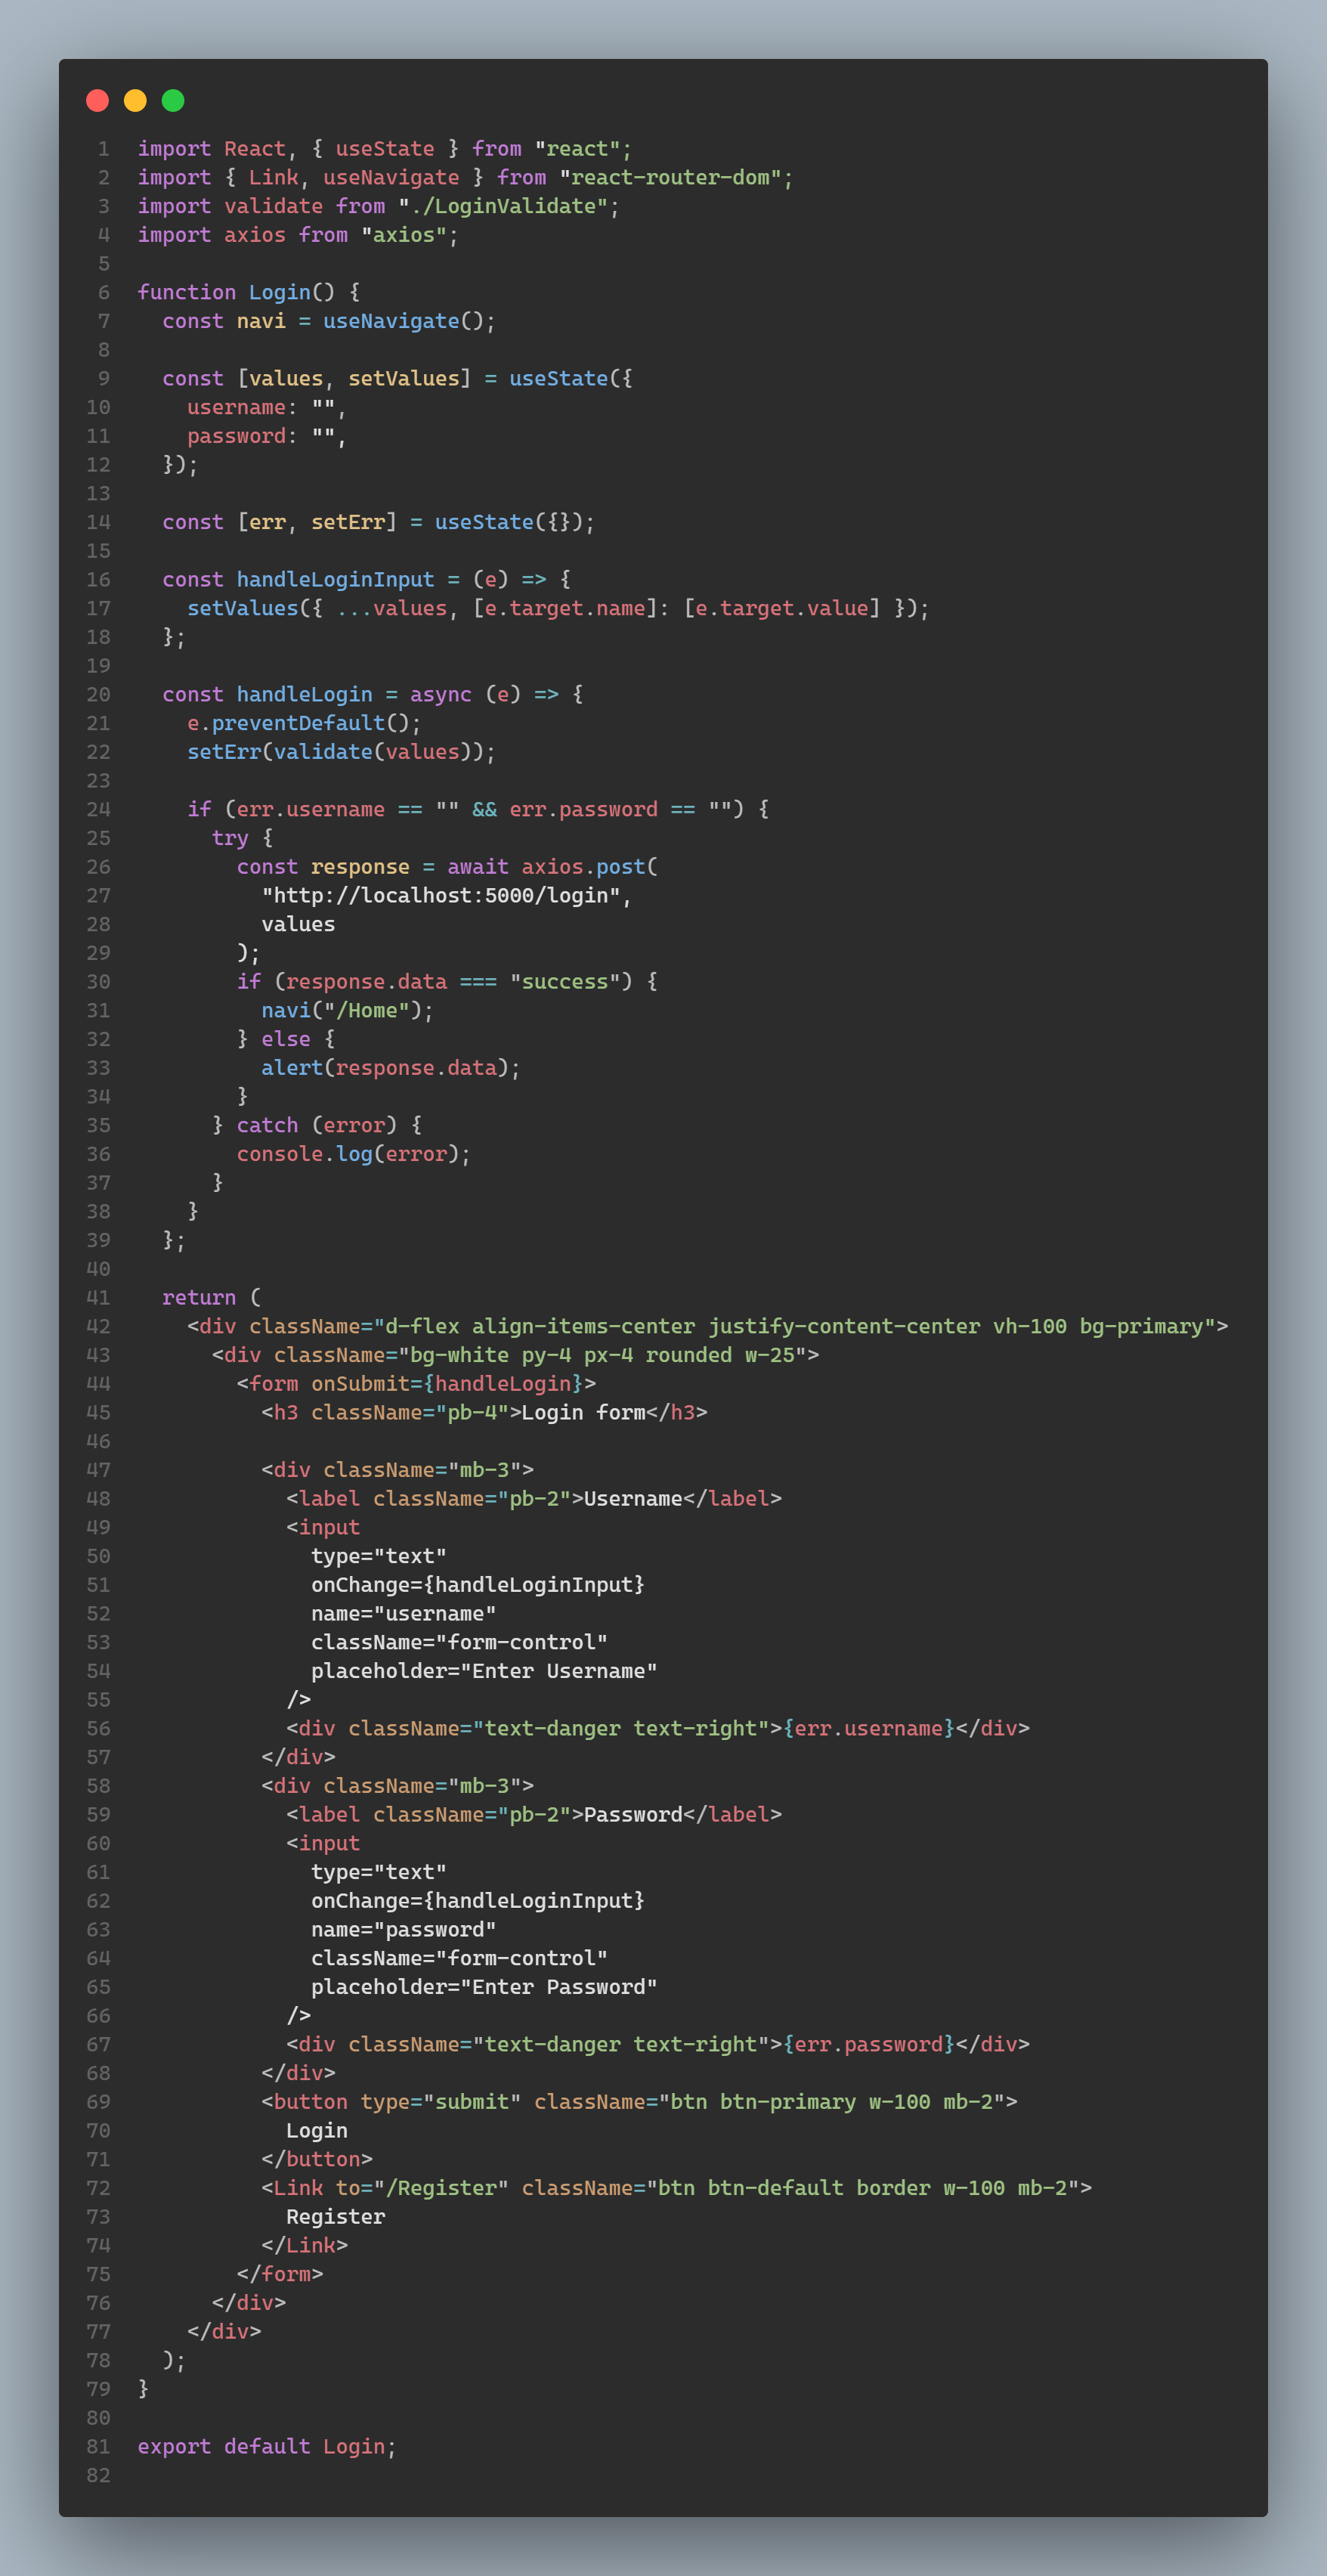 1 import React, { useState } from "react";
2 import { Link, useNavigate } from "react-router-dom";
3 import validate from "./LoginValidate";
4 import axios from "axios";
5
6 function Login() {
7   const navi = useNavigate();
8
9   const [values, setValues] = useState({
10     username: "",
11     password: "",
12   });
13
14   const [err, setErr] = useState({});
15
16   const handleLoginInput = (e) => {
17     setValues({ ...values, [e.target.name]: [e.target.value] });
18   };
19
20   const handleLogin = async (e) => {
21     e.preventDefault();
22     setErr(validate(values));
23
24     if (err.username == "" && err.password == "") {
25       try {
26         const response = await axios.post(
27           "http://localhost:5000/login",
28           values
29         );
30         if (response.data === "success") {
31           navi("/Home");
32         } else {
33           alert(response.data);
34         }
35       } catch (error) {
36         console.log(error);
37       }
38     }
39   };
40
41   return (
42     <div className="d-flex align-items-center justify-content-center vh-100 bg-primary">
43       <div className="bg-white py-4 px-4 rounded w-25">
44         <form onSubmit={handleLogin}>
45           <h3 className="pb-4">Login form</h3>
46
47           <div className="mb-3">
48             <label className="pb-2">Username</label>
49             <input
50               type="text"
51               onChange={handleLoginInput}
52               name="username"
53               className="form-control"
54               placeholder="Enter Username"
55             />
56             <div className="text-danger text-right">{err.username}</div>
57           </div>
58           <div className="mb-3">
59             <label className="pb-2">Password</label>
60             <input
61               type="text"
62               onChange={handleLoginInput}
63               name="password"
64               className="form-control"
65               placeholder="Enter Password"
66             />
67             <div className="text-danger text-right">{err.password}</div>
68           </div>
69           <button type="submit" className="btn btn-primary w-100 mb-2">
70             Login
71           </button>
72           <Link to="/Register" className="btn btn-default border w-100 mb-2">
73             Register
74           </Link>
75         </form>
76       </div>
77     </div>
78   );
79 }
80
81 export default Login;
82